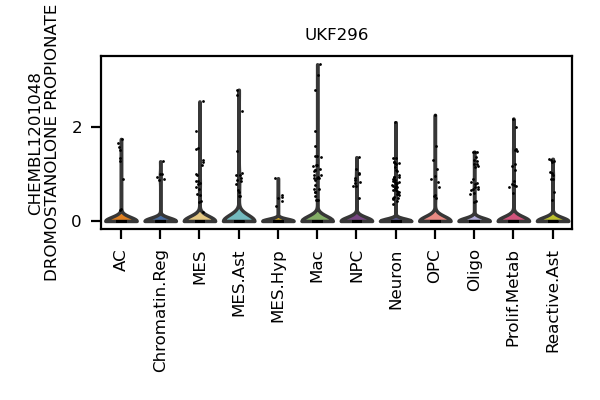 UKF296
CHEMBL1201048
DROMOSTANOLONE PROPIONATE
2
0
AC
Chromatin.Reg
MES
MES.Ast
MES.Hyp
Mac
NPC
Neuron
OPC
Oligo
Prolif.Metab
Reactive.Ast